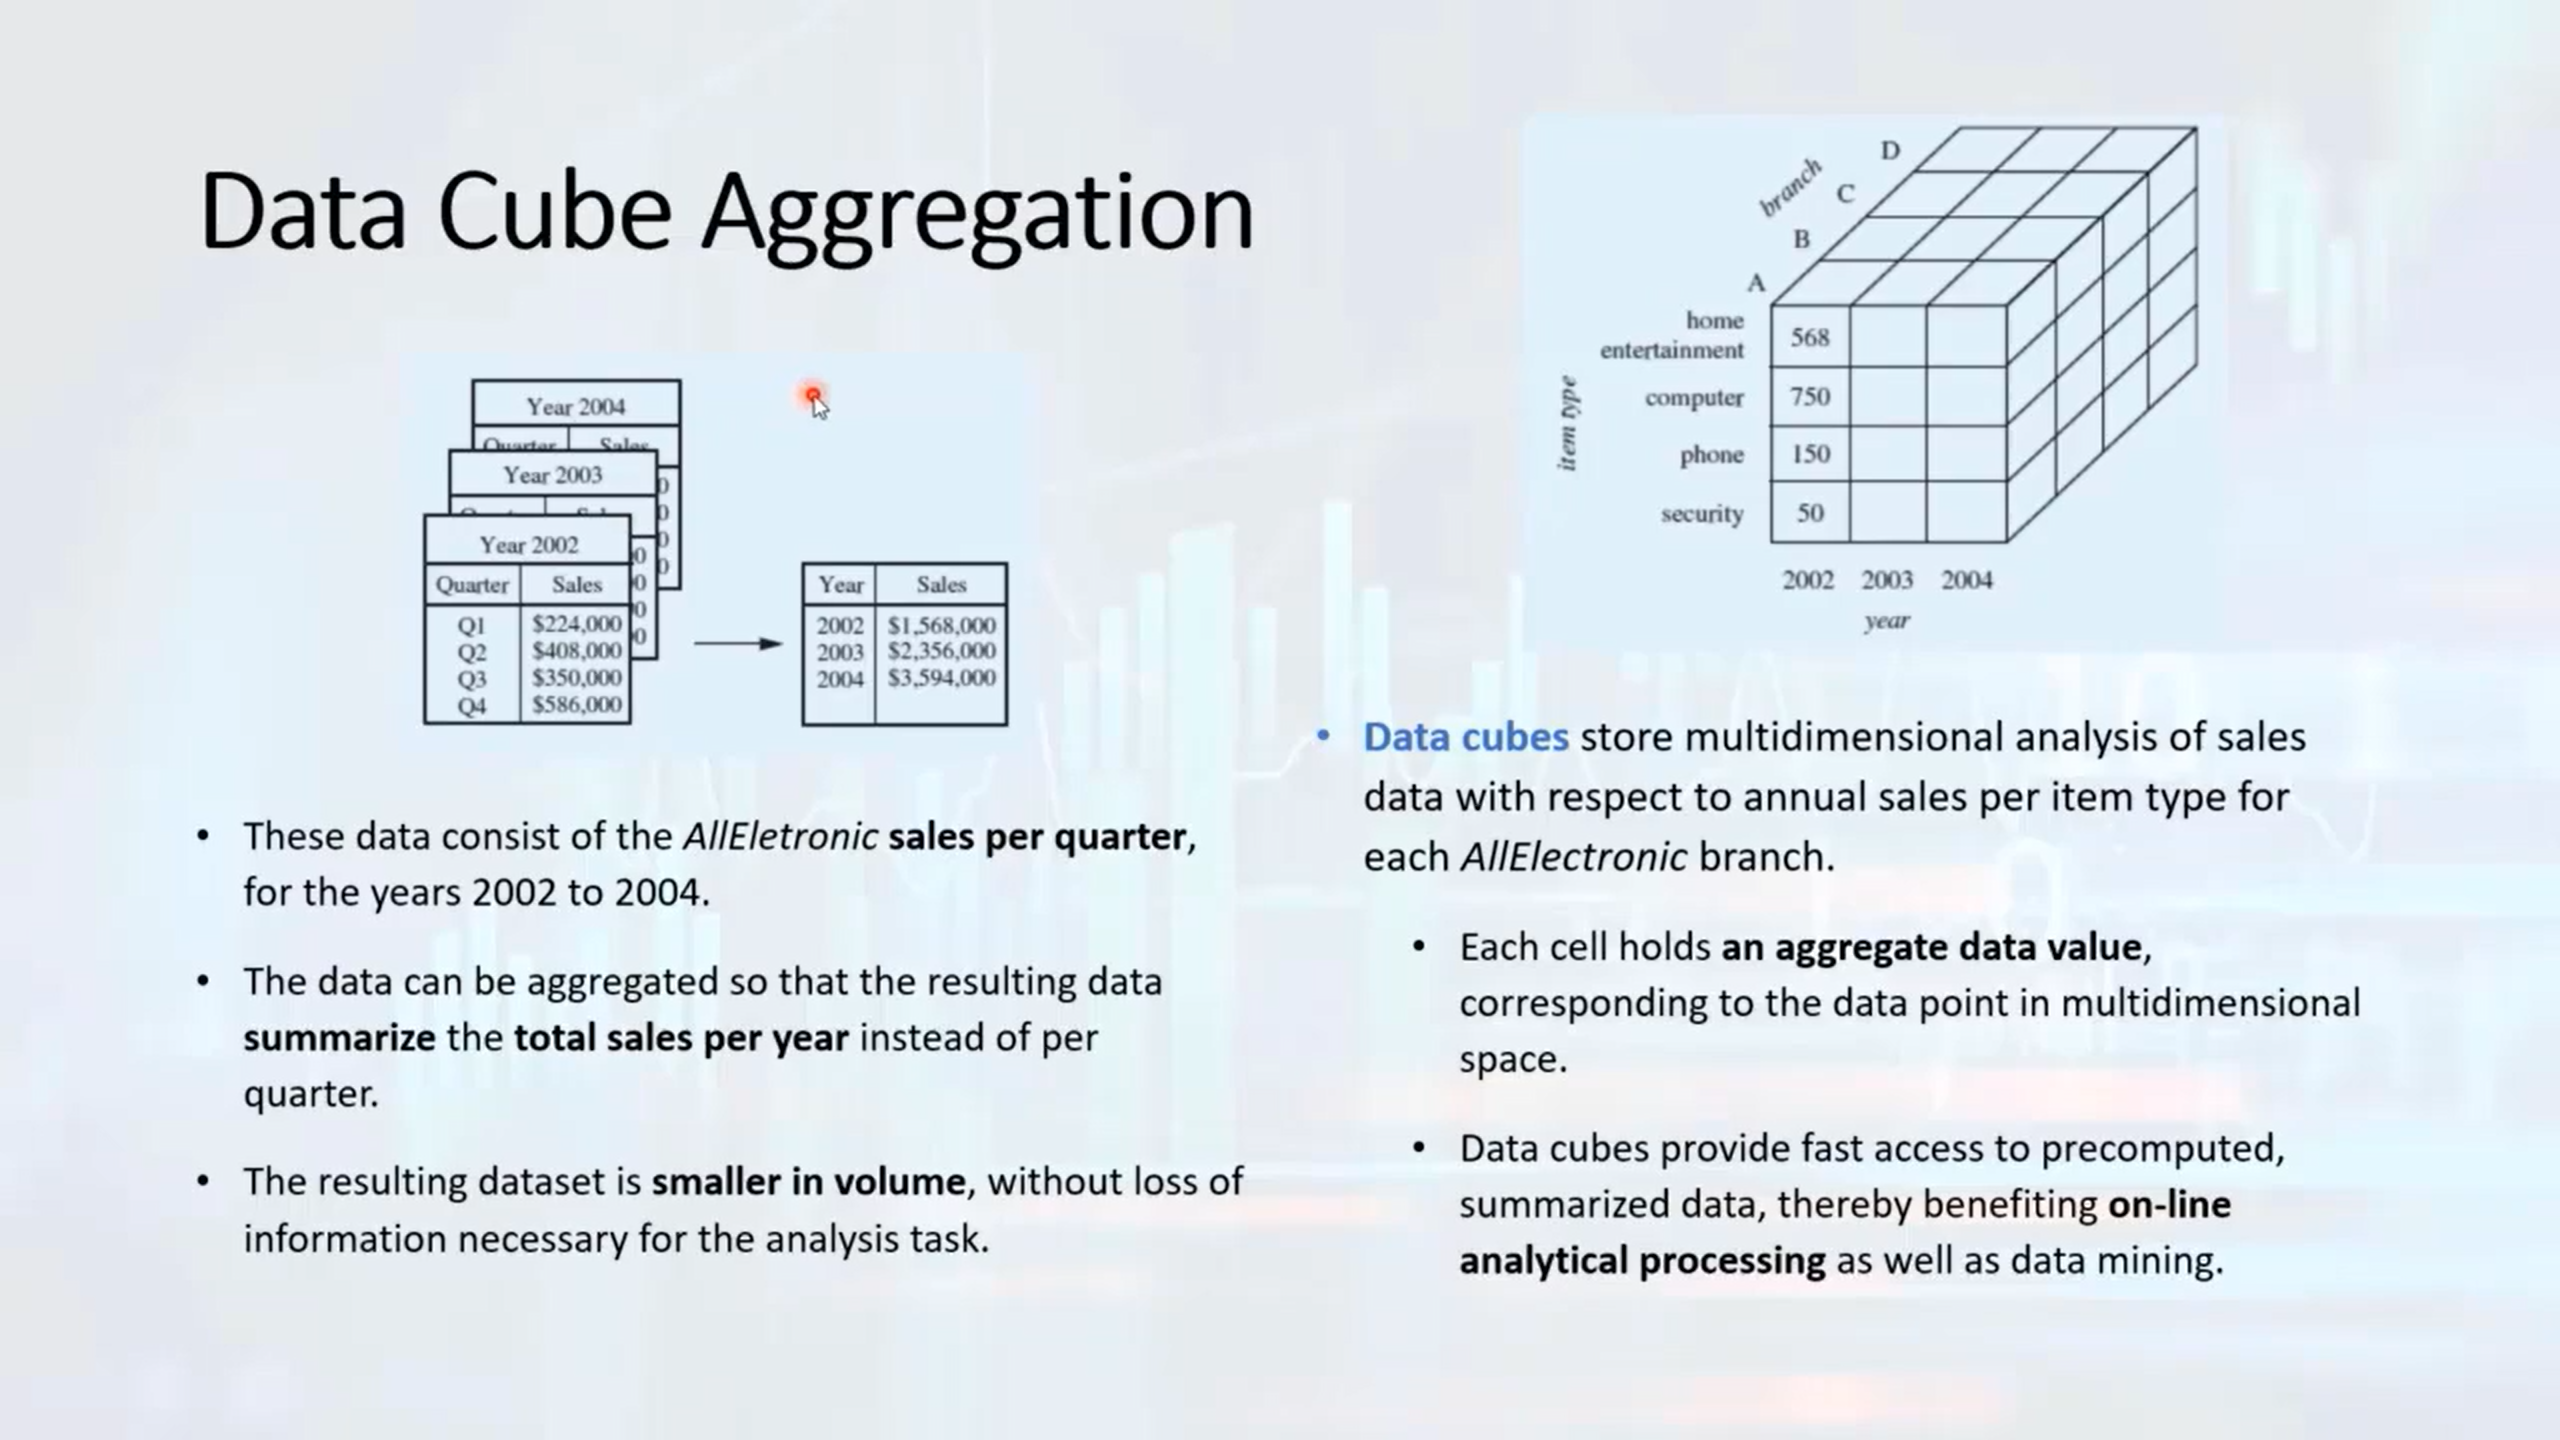 Data Cube Aggregation
Year 2004
Quarter Sales
Year 2003
Year 2002
Quarter Sales
Q1 $224,000
Q2 $408,000
Q3 $350,000
Q4 $586,000
Year Sales
2002 $1,568,000
2003 $2,356,000
2004 $3,594,000
• These data consist of the AllEletronic sales per quarter,
for the years 2002 to 2004.
• The data can be aggregated so that the resulting data
summarize the total sales per year instead of per
quarter.
• The resulting dataset is smaller in volume, without loss of
information necessary for the analysis task.
branch
D
C
B
A
item type
home
entertainment 568
computer 750
phone 150
security 50
2002 2003 2004
year
• Data cubes store multidimensional analysis of sales
data with respect to annual sales per item type for
each AllElectronic branch.
• Each cell holds an aggregate data value,
corresponding to the data point in multidimensional
space.
• Data cubes provide fast access to precomputed,
summarized data, thereby benefiting on-line
analytical processing as well as data mining.